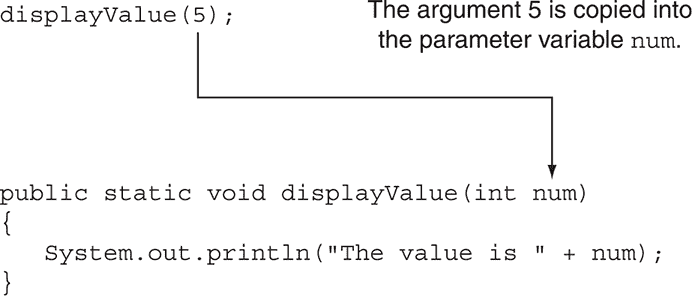 displayValue(5);
The argument 5 is copied into
the parameter variable num.
public static void displayValue(int num)
{
   System.out.println("The value is " + num);
}